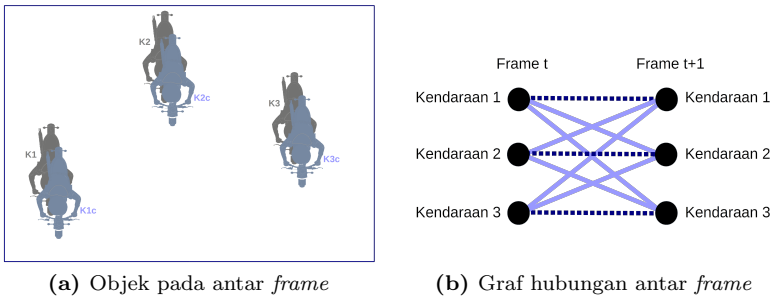 K2
K2c
K3
K3c
K1
K1c
(a) Objek pada antar frame
Frame t Frame t+1
Kendaraan 1 Kendaraan 1
Kendaraan 2 Kendaraan 2
Kendaraan 3 Kendaraan 3
(b) Graf hubungan antar frame